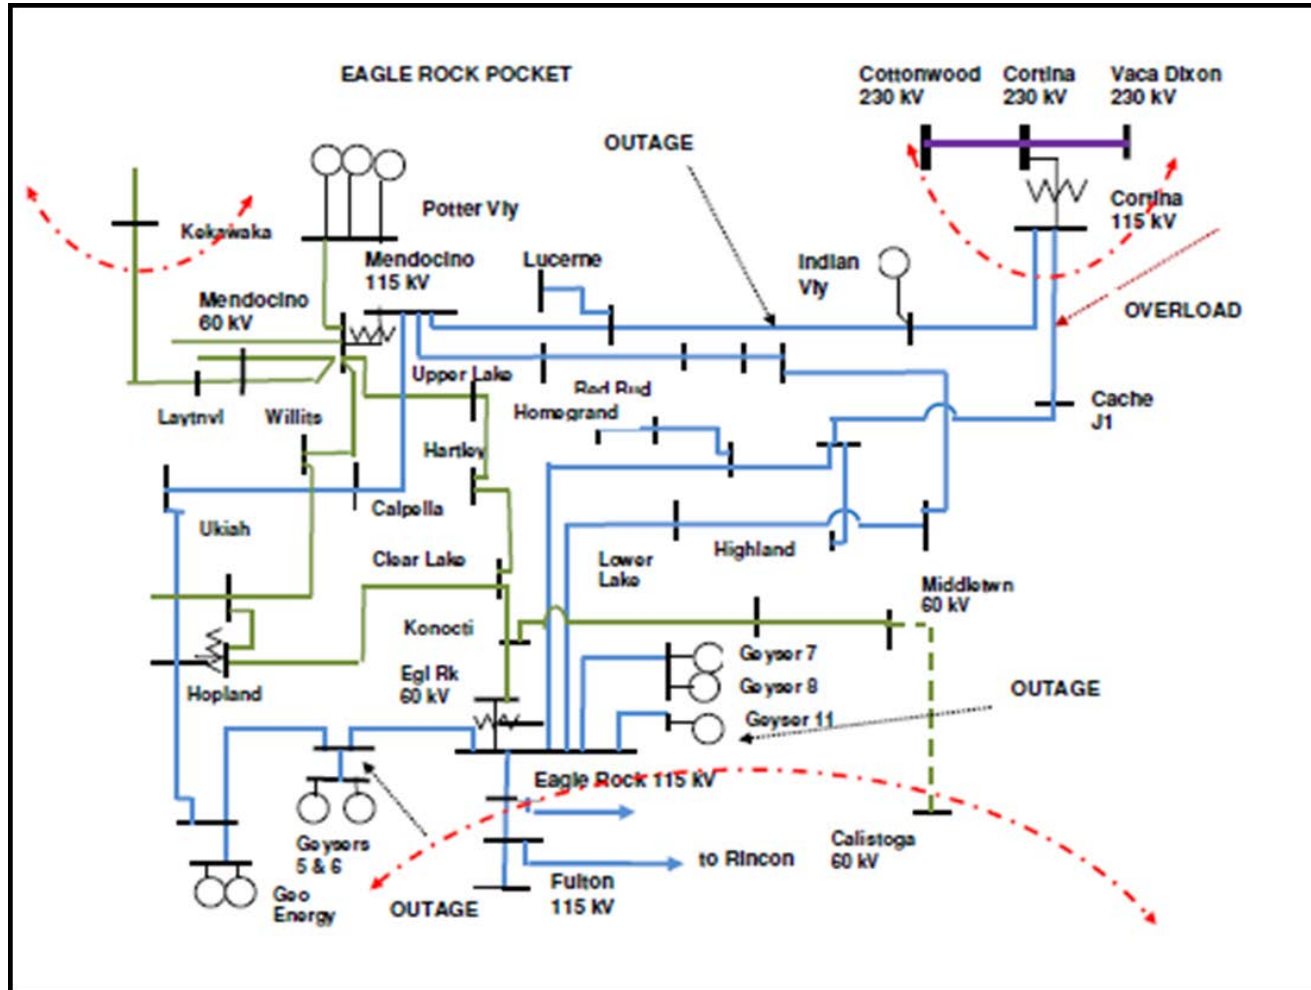 EAGLE ROCK POCKET
Cottonwood
230 kV
Cortina
230 kV
Vaca Dixon
230 kV
OUTAGE
Potter Vly
Kekawaka
Cortina
115 kV
Mendocino
115 kV
Lucerne
Indian
Vly
Mendocino
60 kV
OVERLOAD
Upper Lake
Red Bud
Cache
J1
Laytnvl
Willits
Homegrand
Hartley
Calpella
Ukiah
Clear Lake
Lower
Lake
Highland
Middletwn
60 kV
Konocti
Egl Rk
60 kV
Geyser 7
Geyser 8
Geyser 11
OUTAGE
Hopland
Eagle Rock 115 kV
Geysers
5 & 6
Calistoga
60 kV
to Rincon
Geo
Energy
OUTAGE
Fulton
115 kV